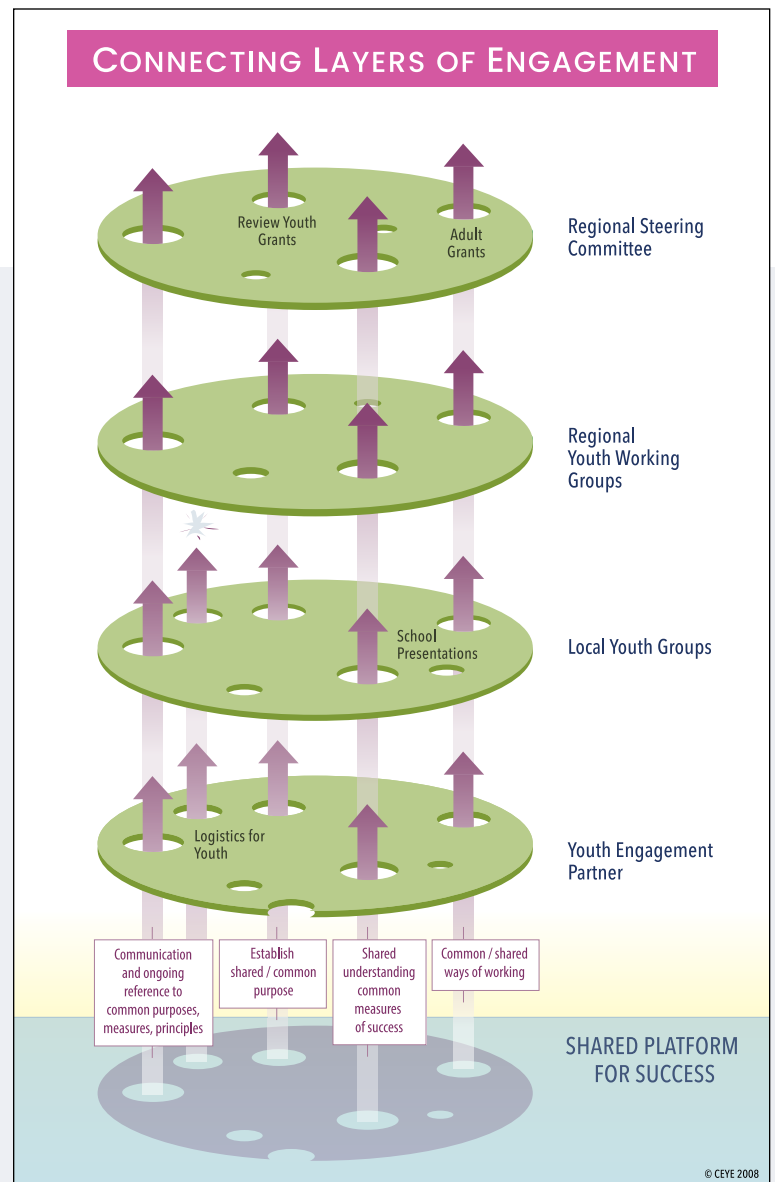 CONNECTING LAYERS OF ENGAGEMENT
Review Youth
Grants
Adult
Grants
Regional Steering
Committee
Regional
Youth Working
Groups
School
Presentations
Local Youth Groups
Logistics for
Youth
Youth Engagement
Partner
Communication
and ongoing
reference to
common purposes,
measures, principles
Establish
shared / common
purpose
Shared
understanding
common
measures
of success
Common / shared
ways of working
SHARED PLATFORM
FOR SUCCESS
© CEYE 2008